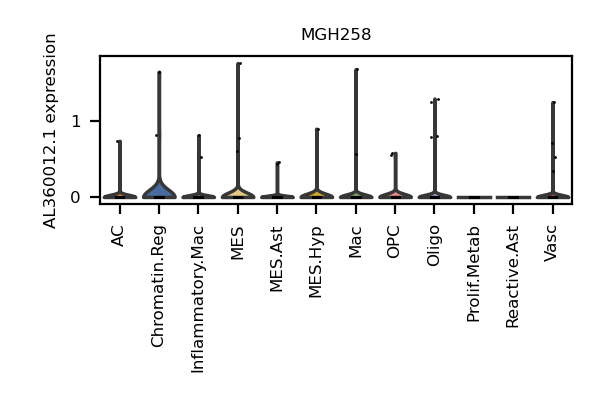 MGH258
AL360012.1 expression
1
0
AC
Chromatin.Reg
Inflammatory.Mac
MES
MES.Ast
MES.Hyp
Mac
OPC
Oligo
Prolif.Metab
Reactive.Ast
Vasc